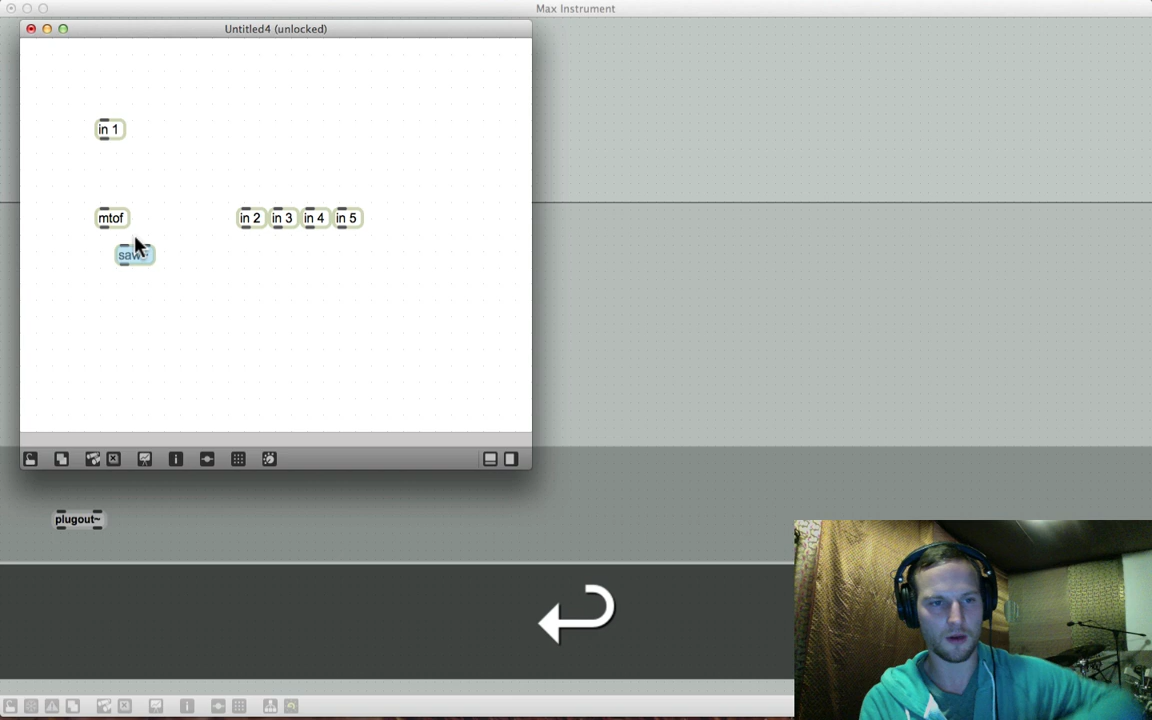 Max Instrument
Untitled4 (unlocked)
in 1
mtof
in 2 in 3 in 4 in 5
plugout~